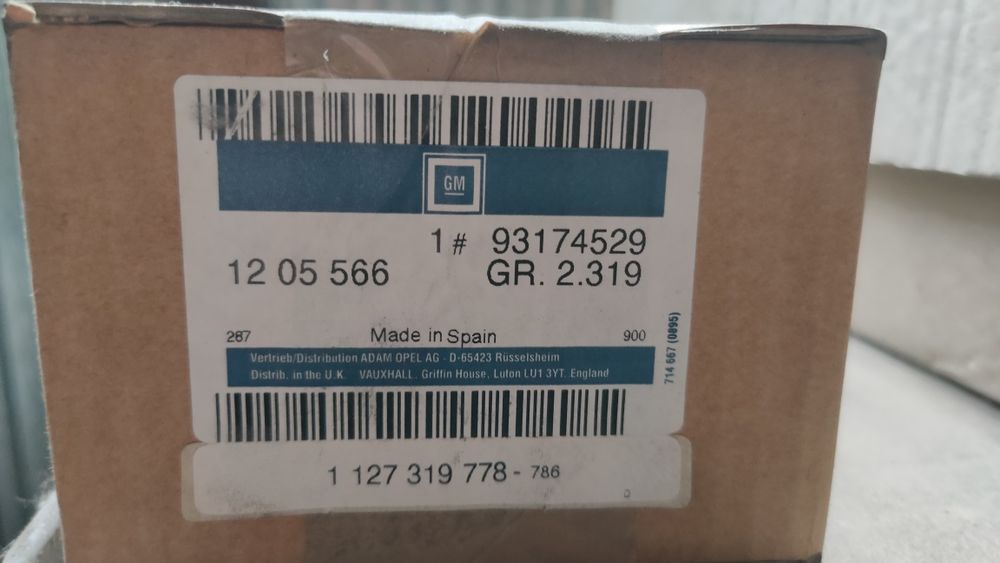 GM
1 # 93174529
12 05 566 GR. 2.319
287 Made in Spain 900
Vertrieb/Distribution ADAM OPEL AG - D-65423 Rüsselsheim
Distrib. in the U.K. VAUXHALL. Griffin House, Luton LU1 3YT. England
714 667 (0895)
1 127 319 778 - 786